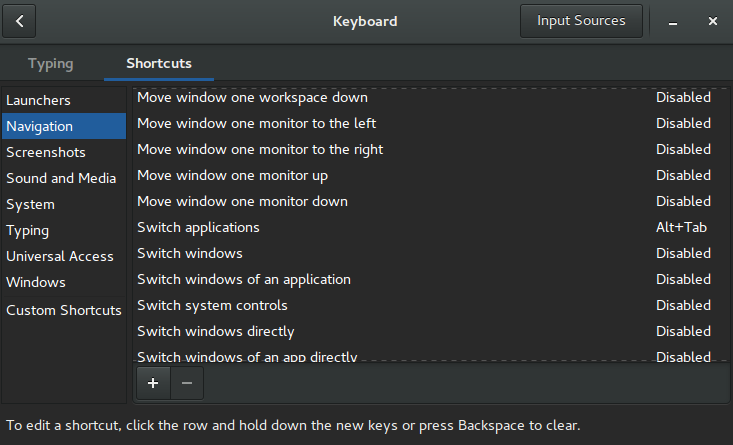 Keyboard
Input Sources
Typing
Shortcuts
Launchers
Navigation
Screenshots
Sound and Media
System
Typing
Universal Access
Windows
Custom Shortcuts
Move window one workspace down Disabled
Move window one monitor to the left Disabled
Move window one monitor to the right Disabled
Move window one monitor up Disabled
Move window one monitor down Disabled
Switch applications Alt+Tab
Switch windows Disabled
Switch windows of an application Disabled
Switch system controls Disabled
Switch windows directly Disabled
Switch windows of an app directly Disabled
To edit a shortcut, click the row and hold down the new keys or press Backspace to clear.